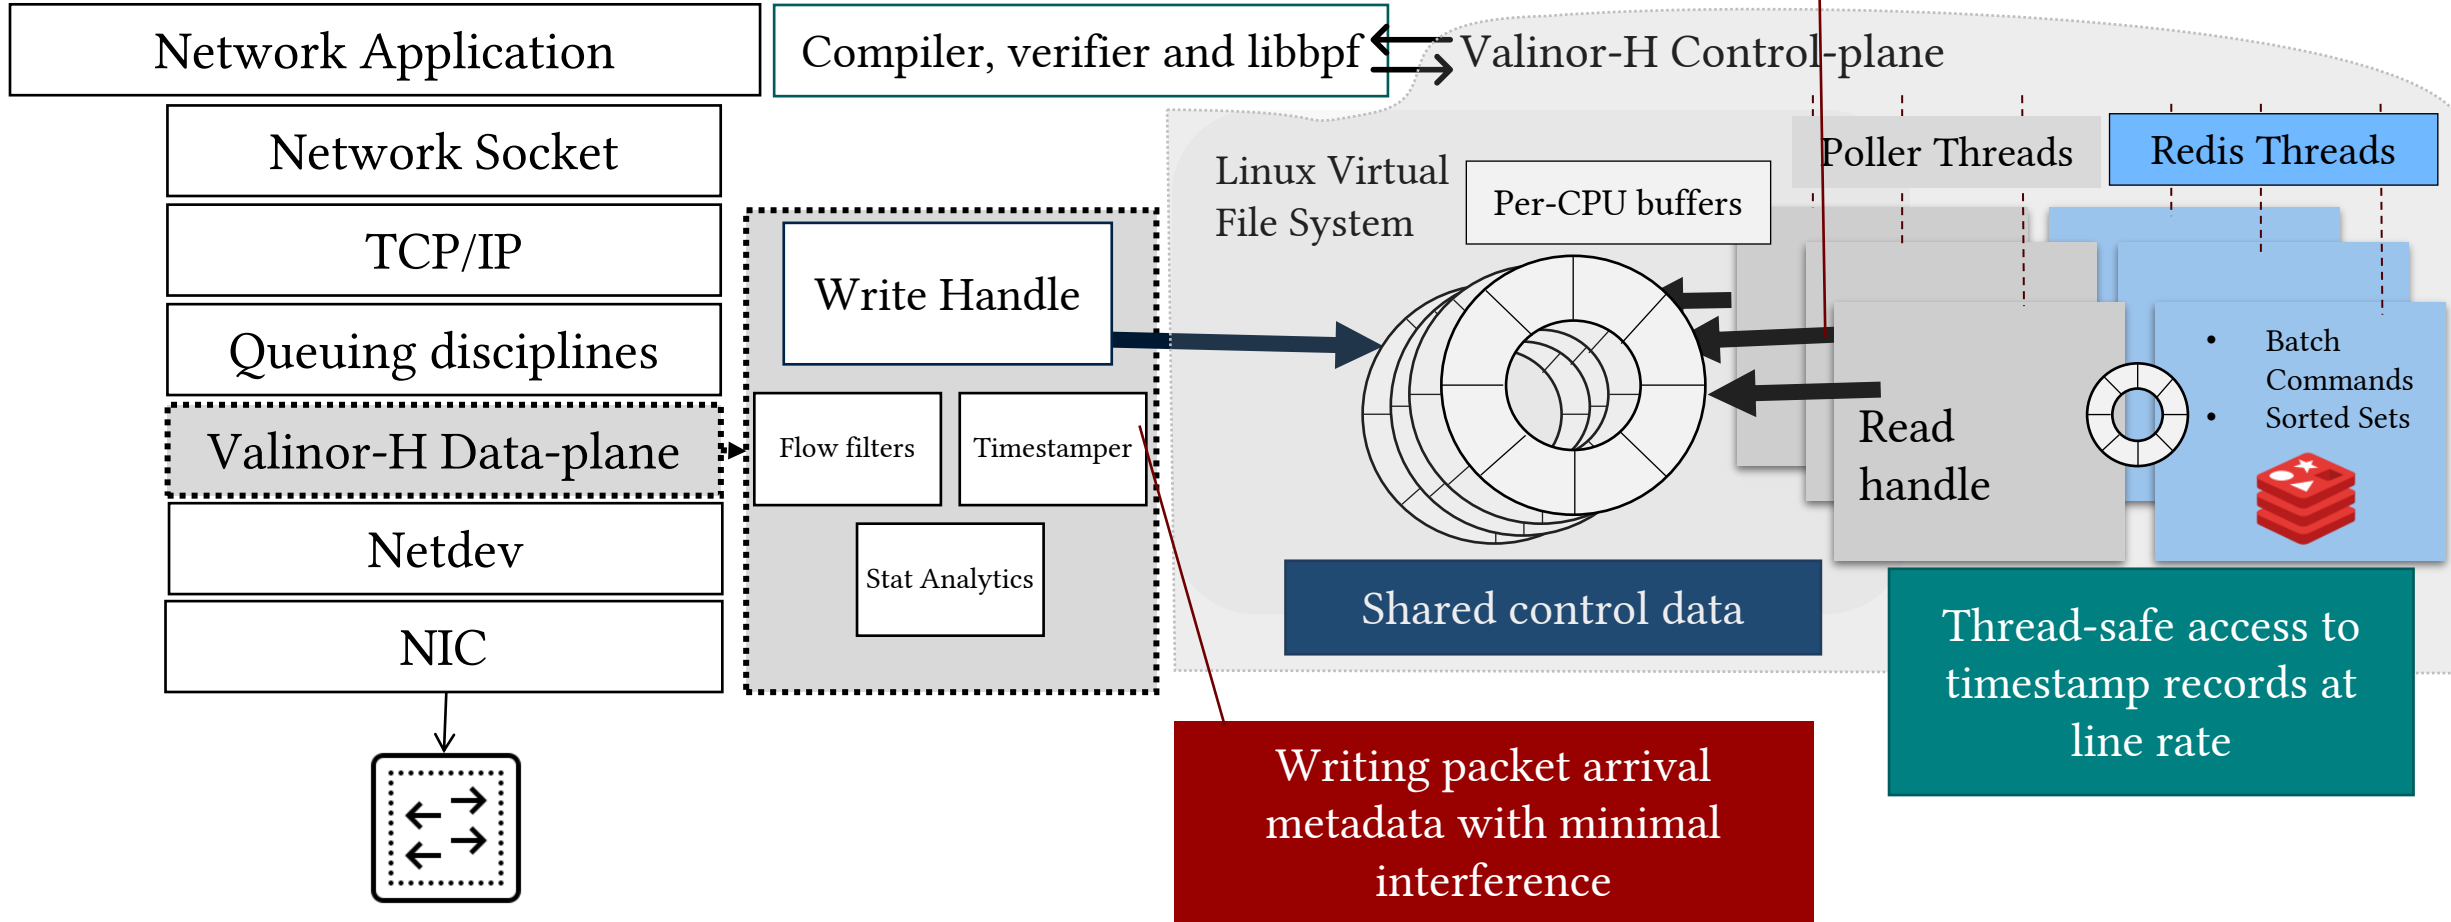 Network Application
Compiler, verifier and libbpf
Valinor-H Control-plane
Network Socket
TCP/IP
Queuing disciplines
Valinor-H Data-plane
Netdev
NIC
Write Handle
Flow filters
Timestamper
Stat Analytics
Linux Virtual
File System
Per-CPU buffers
Poller Threads
Redis Threads
Read
handle
• Batch
Commands
• Sorted Sets
Shared control data
Thread-safe access to
timestamp records at
line rate
Writing packet arrival
metadata with minimal
interference